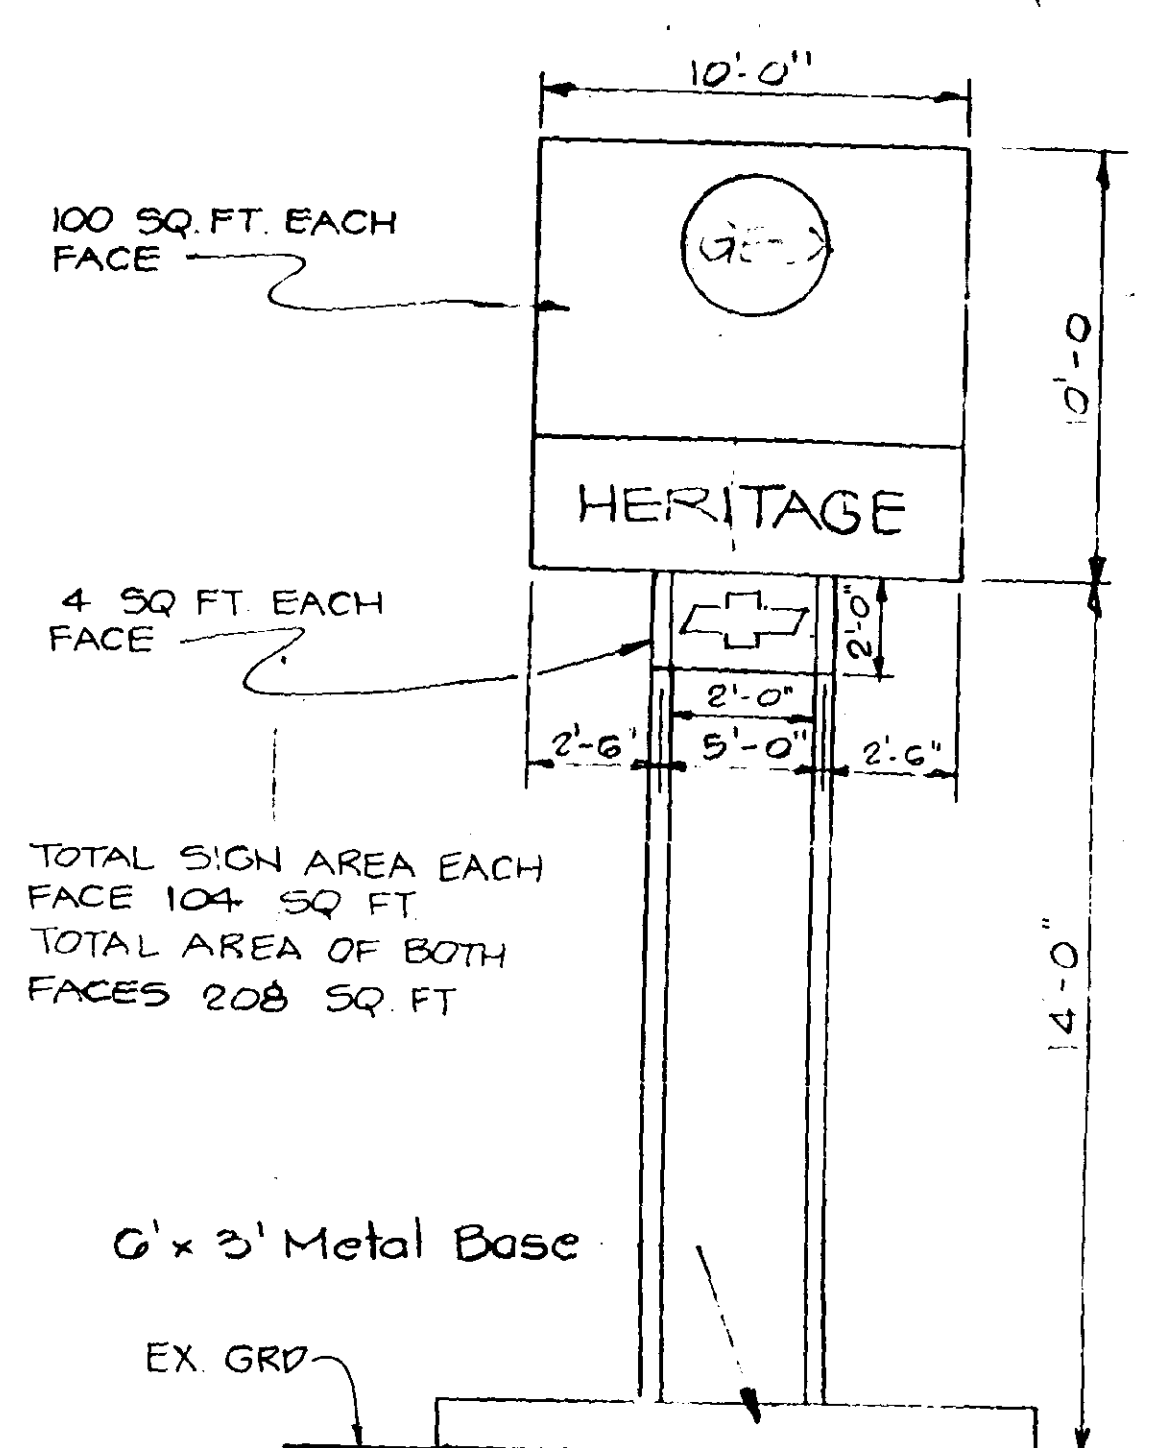 10'-0"
100 SQ.FT. EACH
FACE
10'-0
HERITAGE
4 SQ FT. EACH
FACE
2'-0"
2'-0"
2'-6"
5'-0"
2'-6"
TOTAL SIGN AREA EACH
FACE 104 SQ FT
TOTAL AREA OF BOTH
FACES 208 SQ. FT
14'-0"
6' x 3' Metal Base
EX. GRD